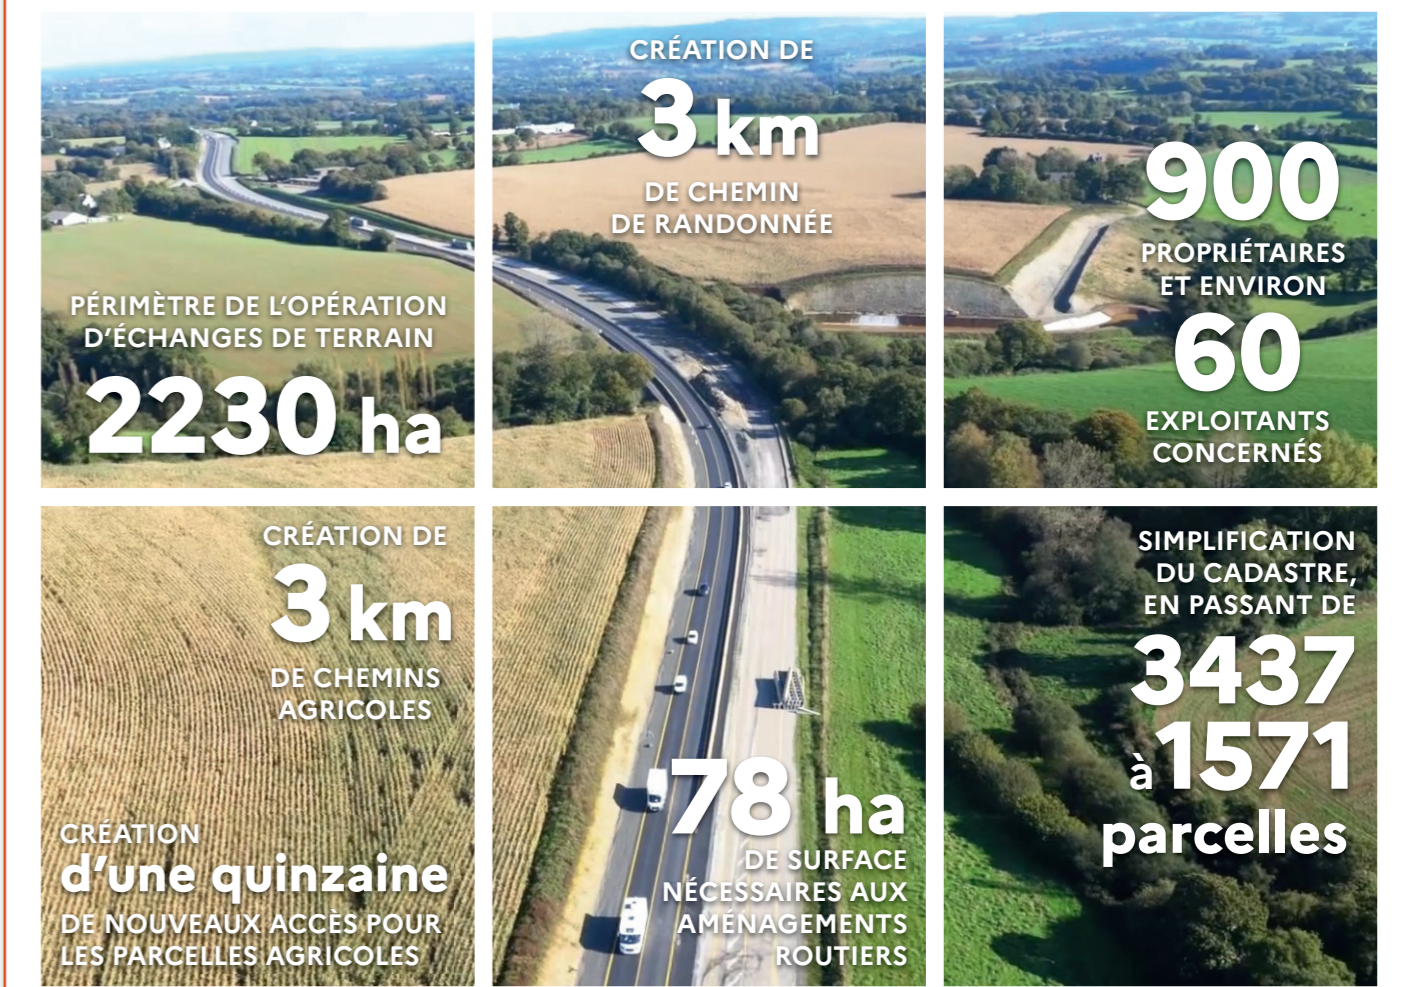 PÉRIMÈTRE DE L’OPÉRATION
D’ÉCHANGES DE TERRAIN
2230 ha
CRÉATION DE
3 km
DE CHEMIN
DE RANDONNÉE
900
PROPRIÉTAIRES
ET ENVIRON
60
EXPLOITANTS
CONCERNÉS
CRÉATION DE
3 km
DE CHEMINS
AGRICOLES
CRÉATION
d’une quinzaine
DE NOUVEAUX ACCÈS POUR
LES PARCELLES AGRICOLES
78 ha
DE SURFACE
NÉCESSAIRES AUX
AMÉNAGEMENTS
ROUTIERS
SIMPLIFICATION
DU CADASTRE,
EN PASSANT DE
3437
à 1571
parcelles